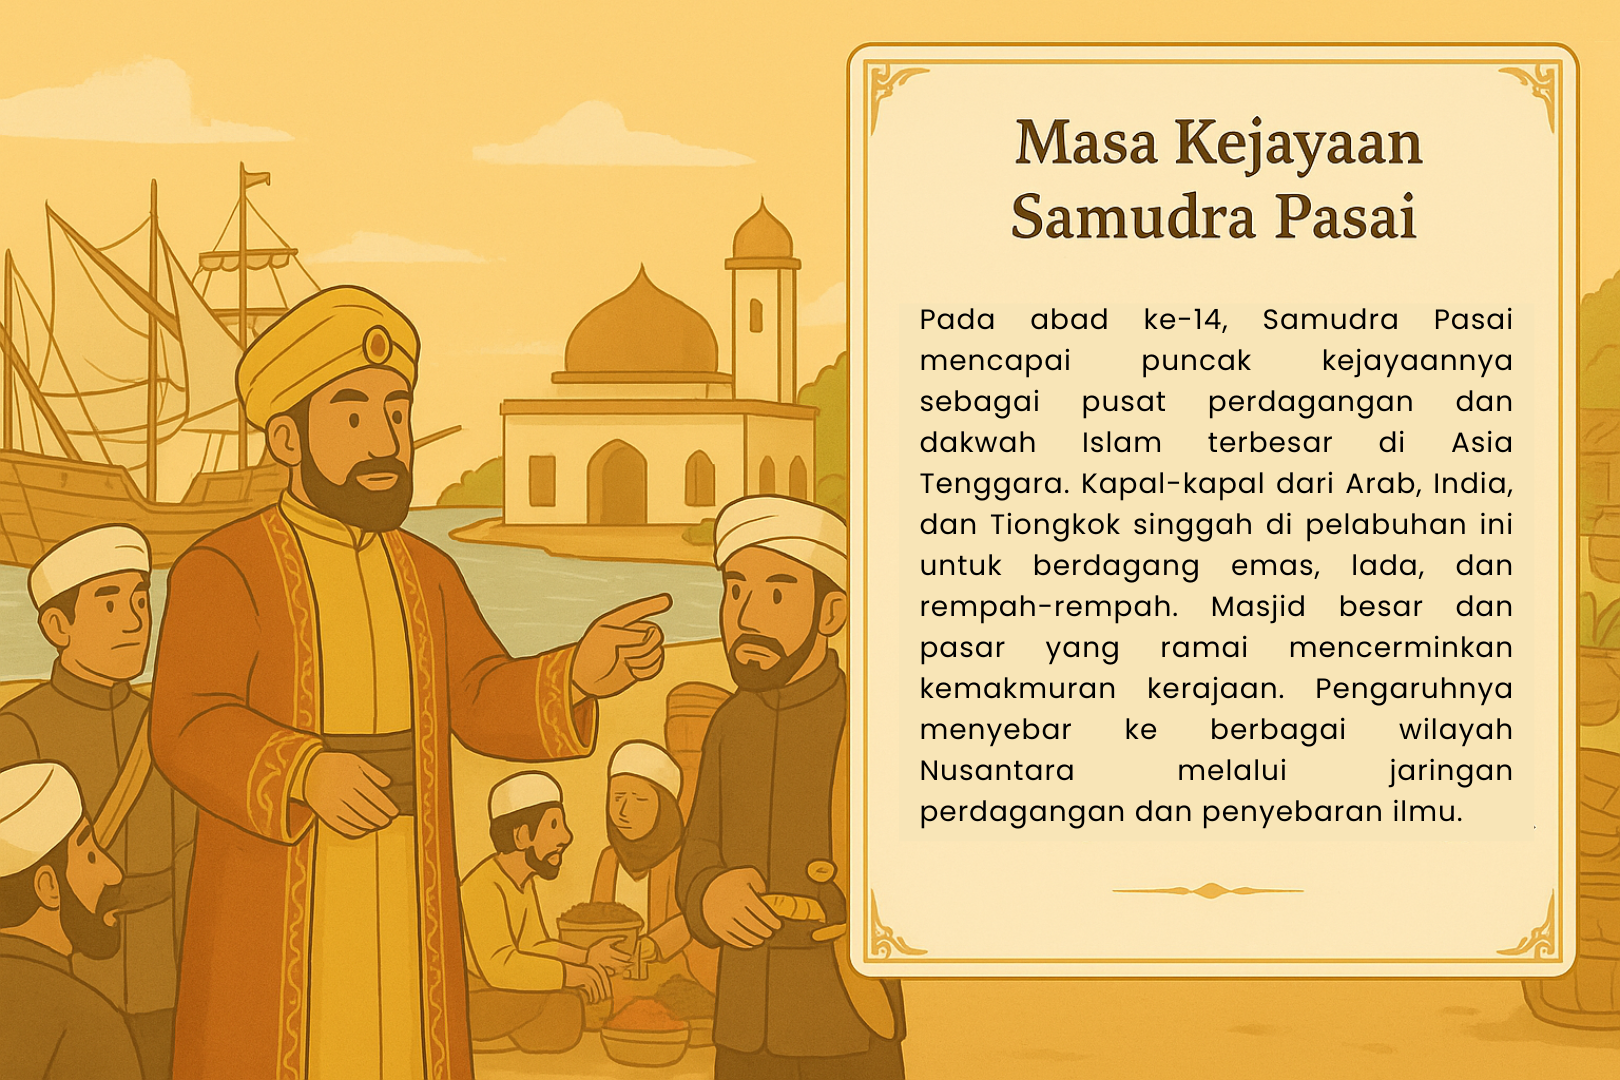 Masa Kejayaan
Samudra Pasai
Pada abad ke-14, Samudra Pasai
mencapai puncak kejayaannya
sebagai pusat perdagangan dan
dakwah Islam terbesar di Asia
Tenggara. Kapal-kapal dari Arab, India,
dan Tiongkok singgah di pelabuhan ini
untuk berdagang emas, lada, dan
rempah-rempah. Masjid besar dan
pasar yang ramai mencerminkan
kemakmuran kerajaan. Pengaruhnya
menyebar ke berbagai wilayah
Nusantara melalui jaringan
perdagangan dan penyebaran ilmu.